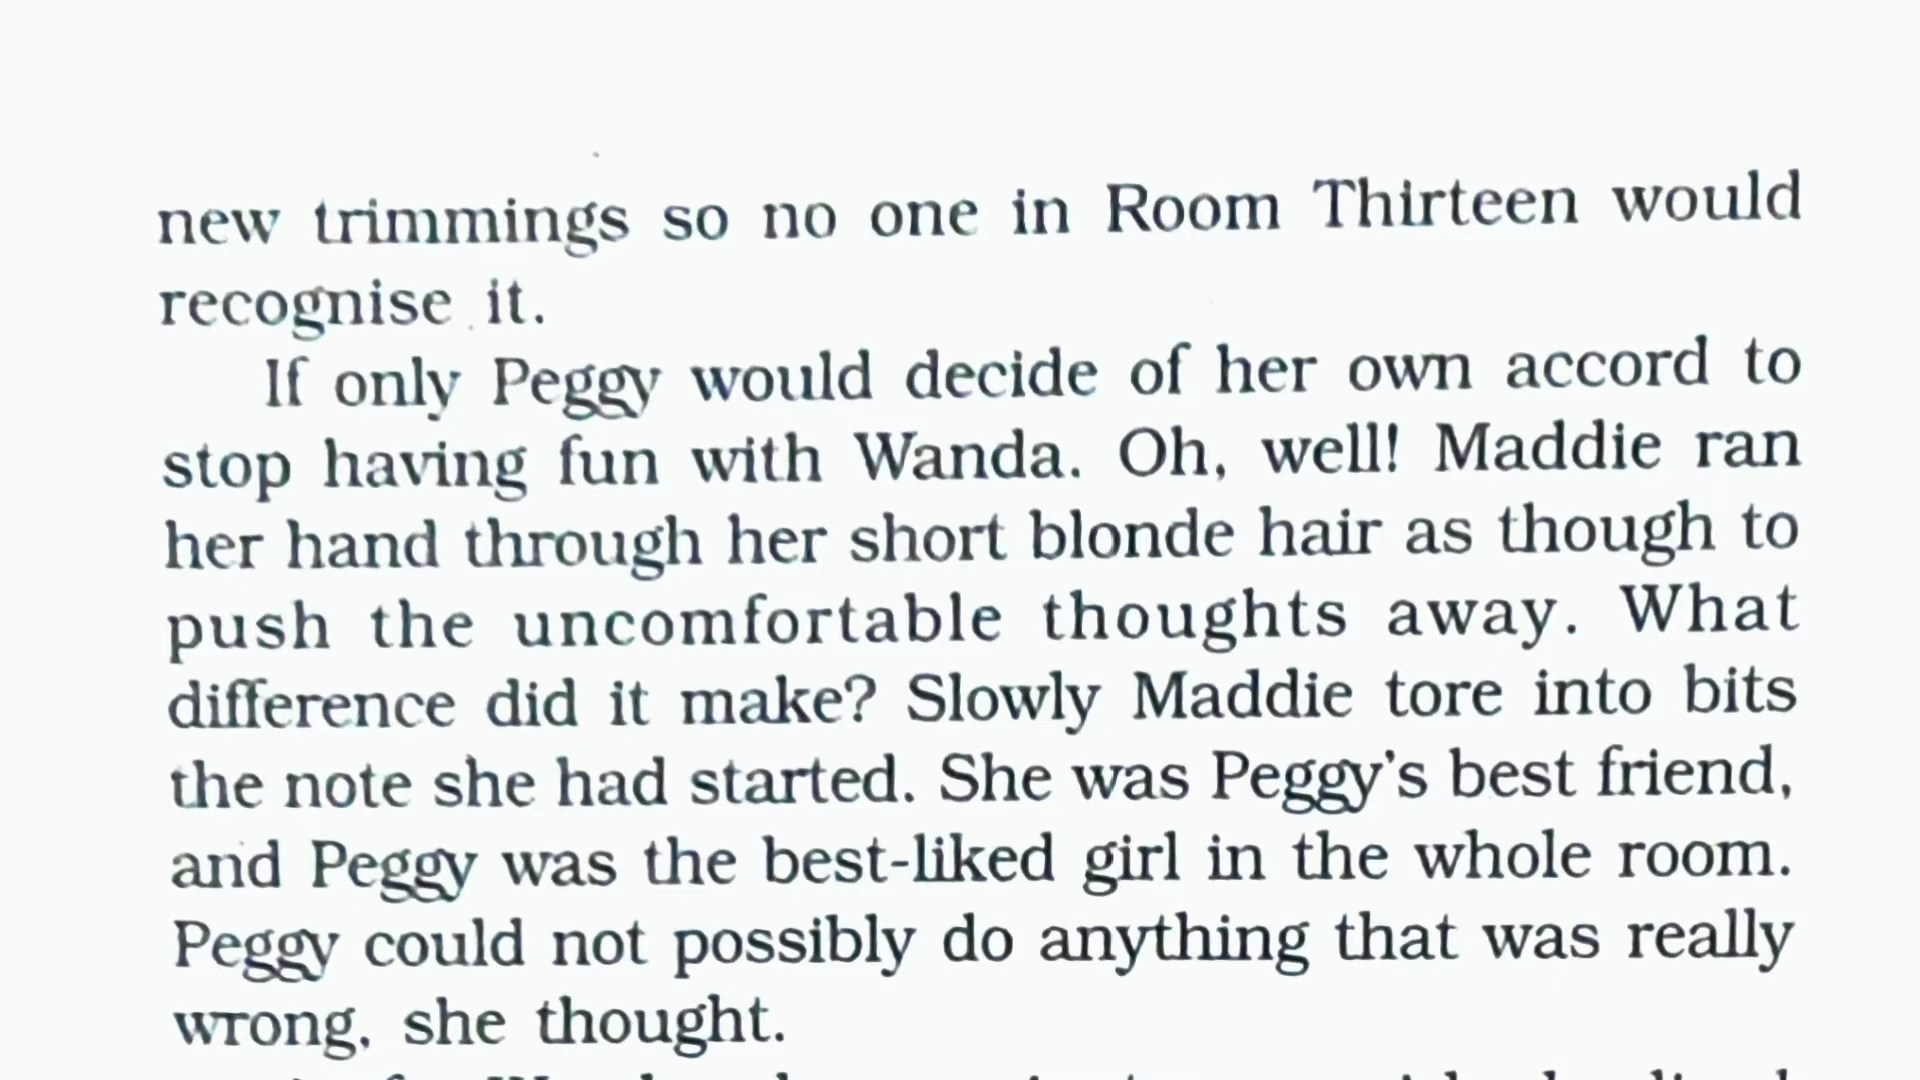 new trimmings so no one in Room Thirteen would
recognise it.
If only Peggy would decide of her own accord to
stop having fun with Wanda. Oh, well! Maddie ran
her hand through her short blonde hair as though to
push the uncomfortable thoughts away. What
difference did it make? Slowly Maddie tore into bits
the note she had started. She was Peggy's best friend,
and Peggy was the best-liked girl in the whole room.
Peggy could not possibly do anything that was really
wrong, she thought.